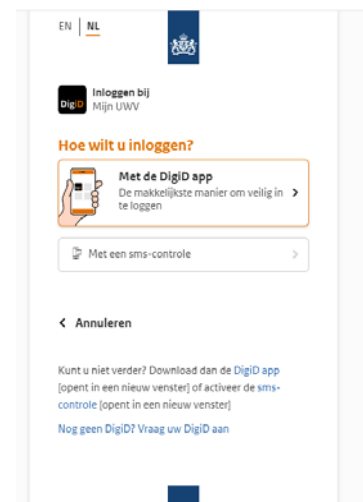 EN | NL
DigiD
Inloggen bij
Mijn UWV
Hoe wilt u inloggen?
Met de DigiD app
De makkelijkste manier om veilig in
te loggen
Met een sms-controle
Annuleren
Kunt u niet verder? Download dan de DigiD app
[opent in een nieuw venster] of activeer de sms-
controle [opent in een nieuw venster]
Nog geen DigiD? Vraag uw DigiD aan